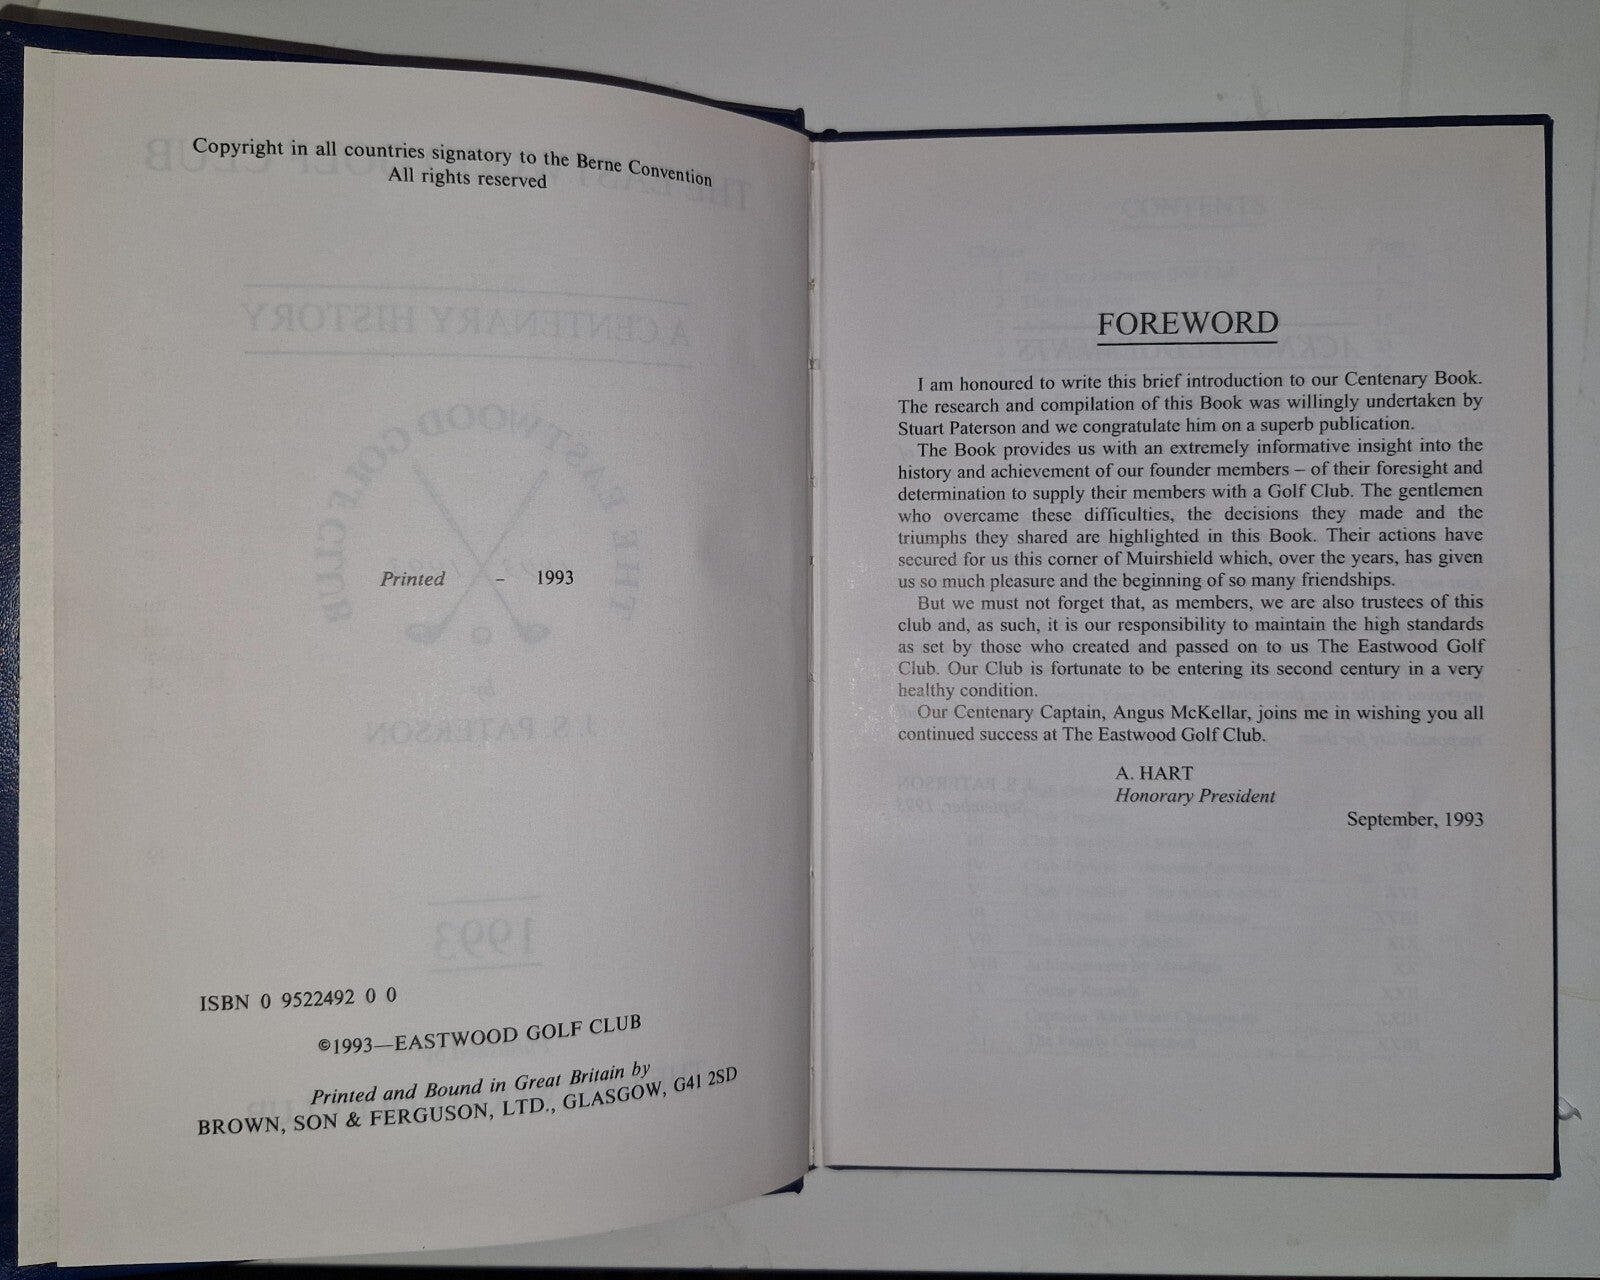 Copyright in all countries signatory to the Berne Convention
All rights reserved
Printed – 1993
ISBN 0 9522492 0 0
©1993—EASTWOOD GOLF CLUB
Printed and Bound in Great Britain by
BROWN, SON & FERGUSON, LTD., GLASGOW, G41 2SD
FOREWORD
I am honoured to write this brief introduction to our Centenary Book.
The research and compilation of this Book was willingly undertaken by
Stuart Paterson and we congratulate him on a superb publication.
The Book provides us with an extremely informative insight into the
history and achievement of our founder members – of their foresight and
determination to supply their members with a Golf Club. The gentlemen
who overcame these difficulties, the decisions they made and the
triumphs they shared are highlighted in this Book. Their actions have
secured for us this corner of Muirshield which, over the years, has given
us so much pleasure and the beginning of so many friendships.
But we must not forget that, as members, we are also trustees of this
club and, as such, it is our responsibility to maintain the high standards
as set by those who created and passed on to us The Eastwood Golf
Club. Our Club is fortunate to be entering its second century in a very
healthy condition.
Our Centenary Captain, Angus McKellar, joins me in wishing you all
continued success at The Eastwood Golf Club.
A. HART
Honorary President
September, 1993